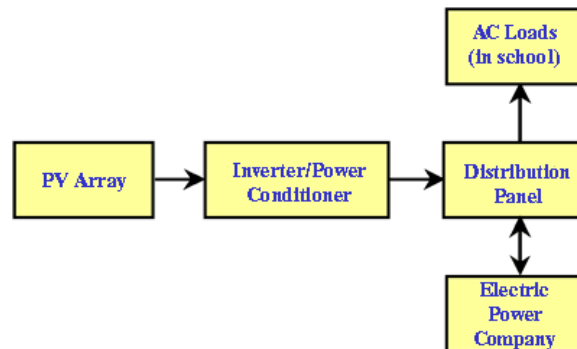 AC Loads
(in school)
PV Array
Inverter/Power
Conditioner
Distribution
Panel
Electric
Power
Company